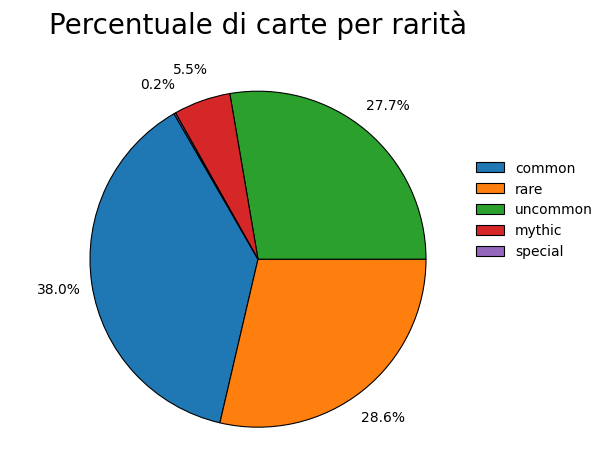 Percentuale di carte per rarità
5.5%
0.2%
27.7%
38.0%
28.6%
common
rare
uncommon
mythic
special